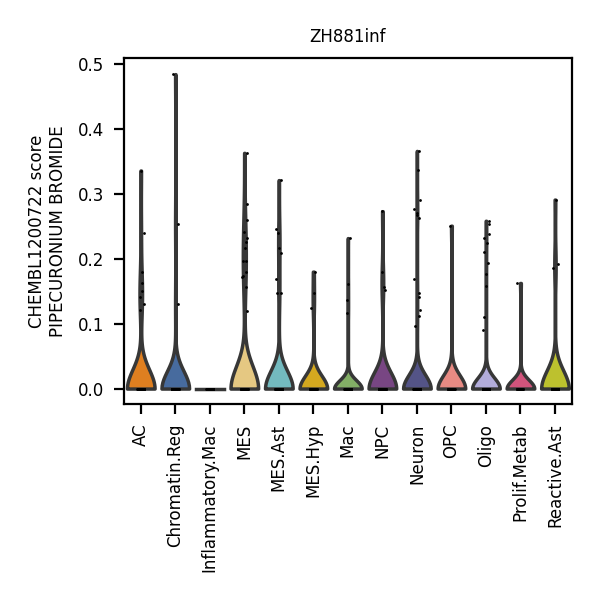 ZH881inf
CHEMBL1200722 score
PIPECURONIUM BROMIDE
0.5
0.4
0.3
0.2
0.1
0.0
AC
Chromatin.Reg
Inflammatory.Mac
MES
MES.Ast
MES.Hyp
Mac
NPC
Neuron
OPC
Oligo
Prolif.Metab
Reactive.Ast